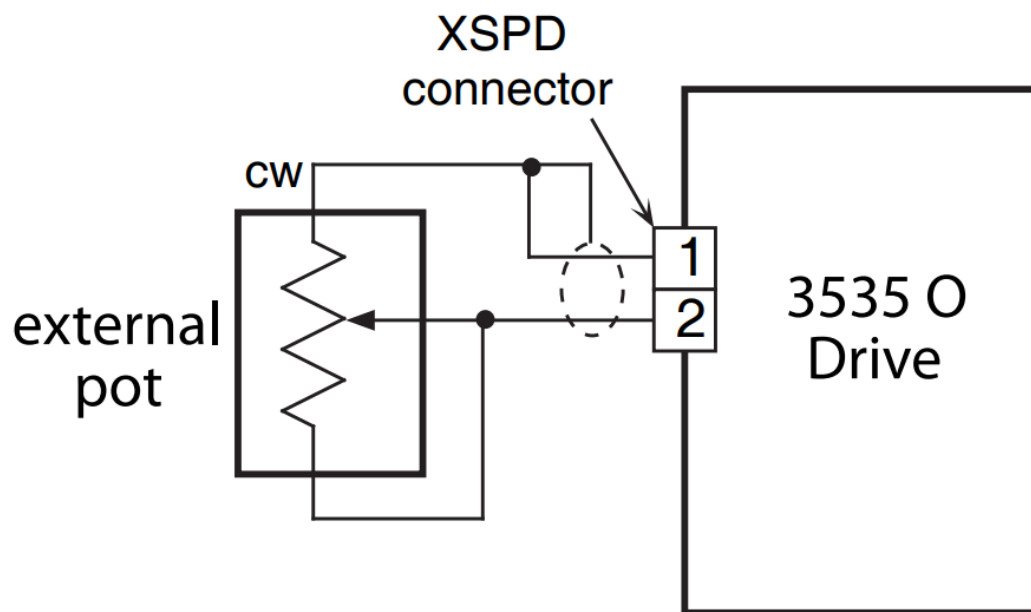 XSPD
connector
cw
1
2
3535 O
Drive
external
pot